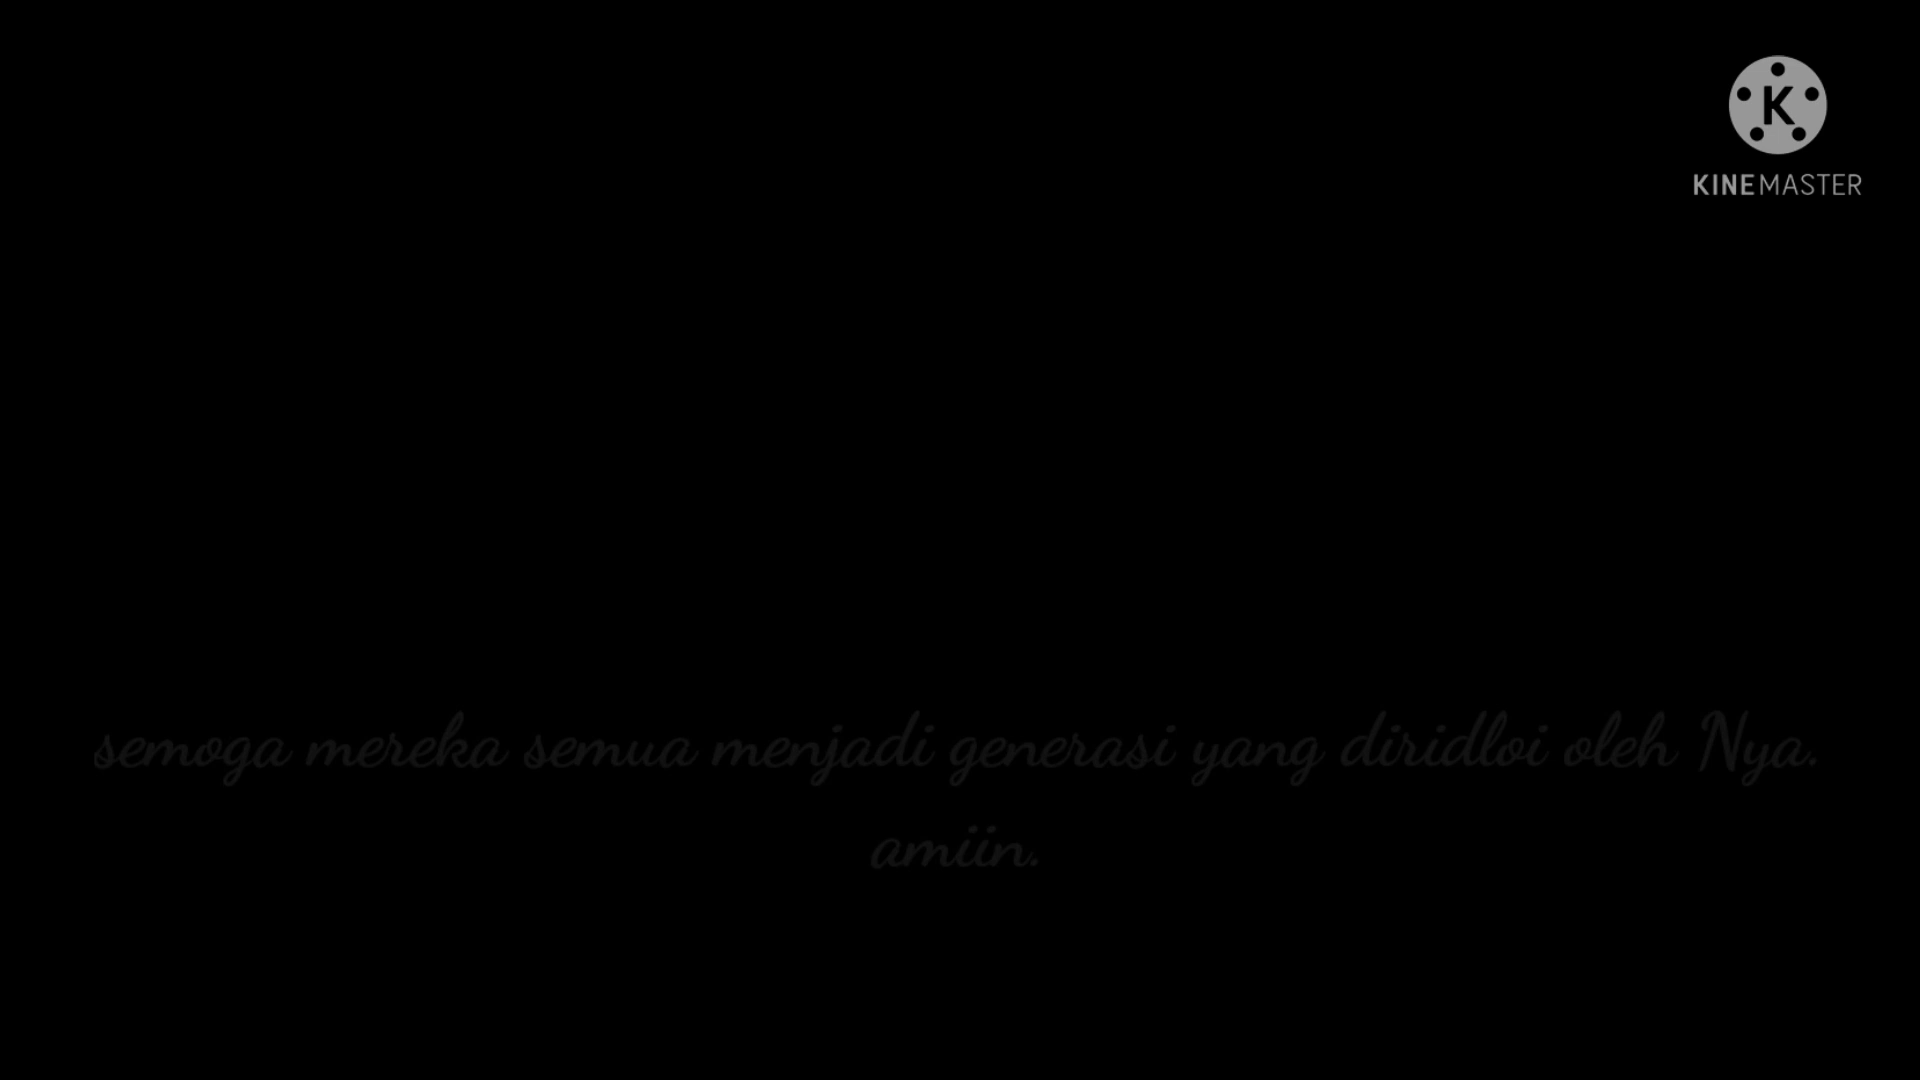 K
KINEMASTER
semoga mereka semua menjadi generasi yang diridloi oleh Nya.
amiin.